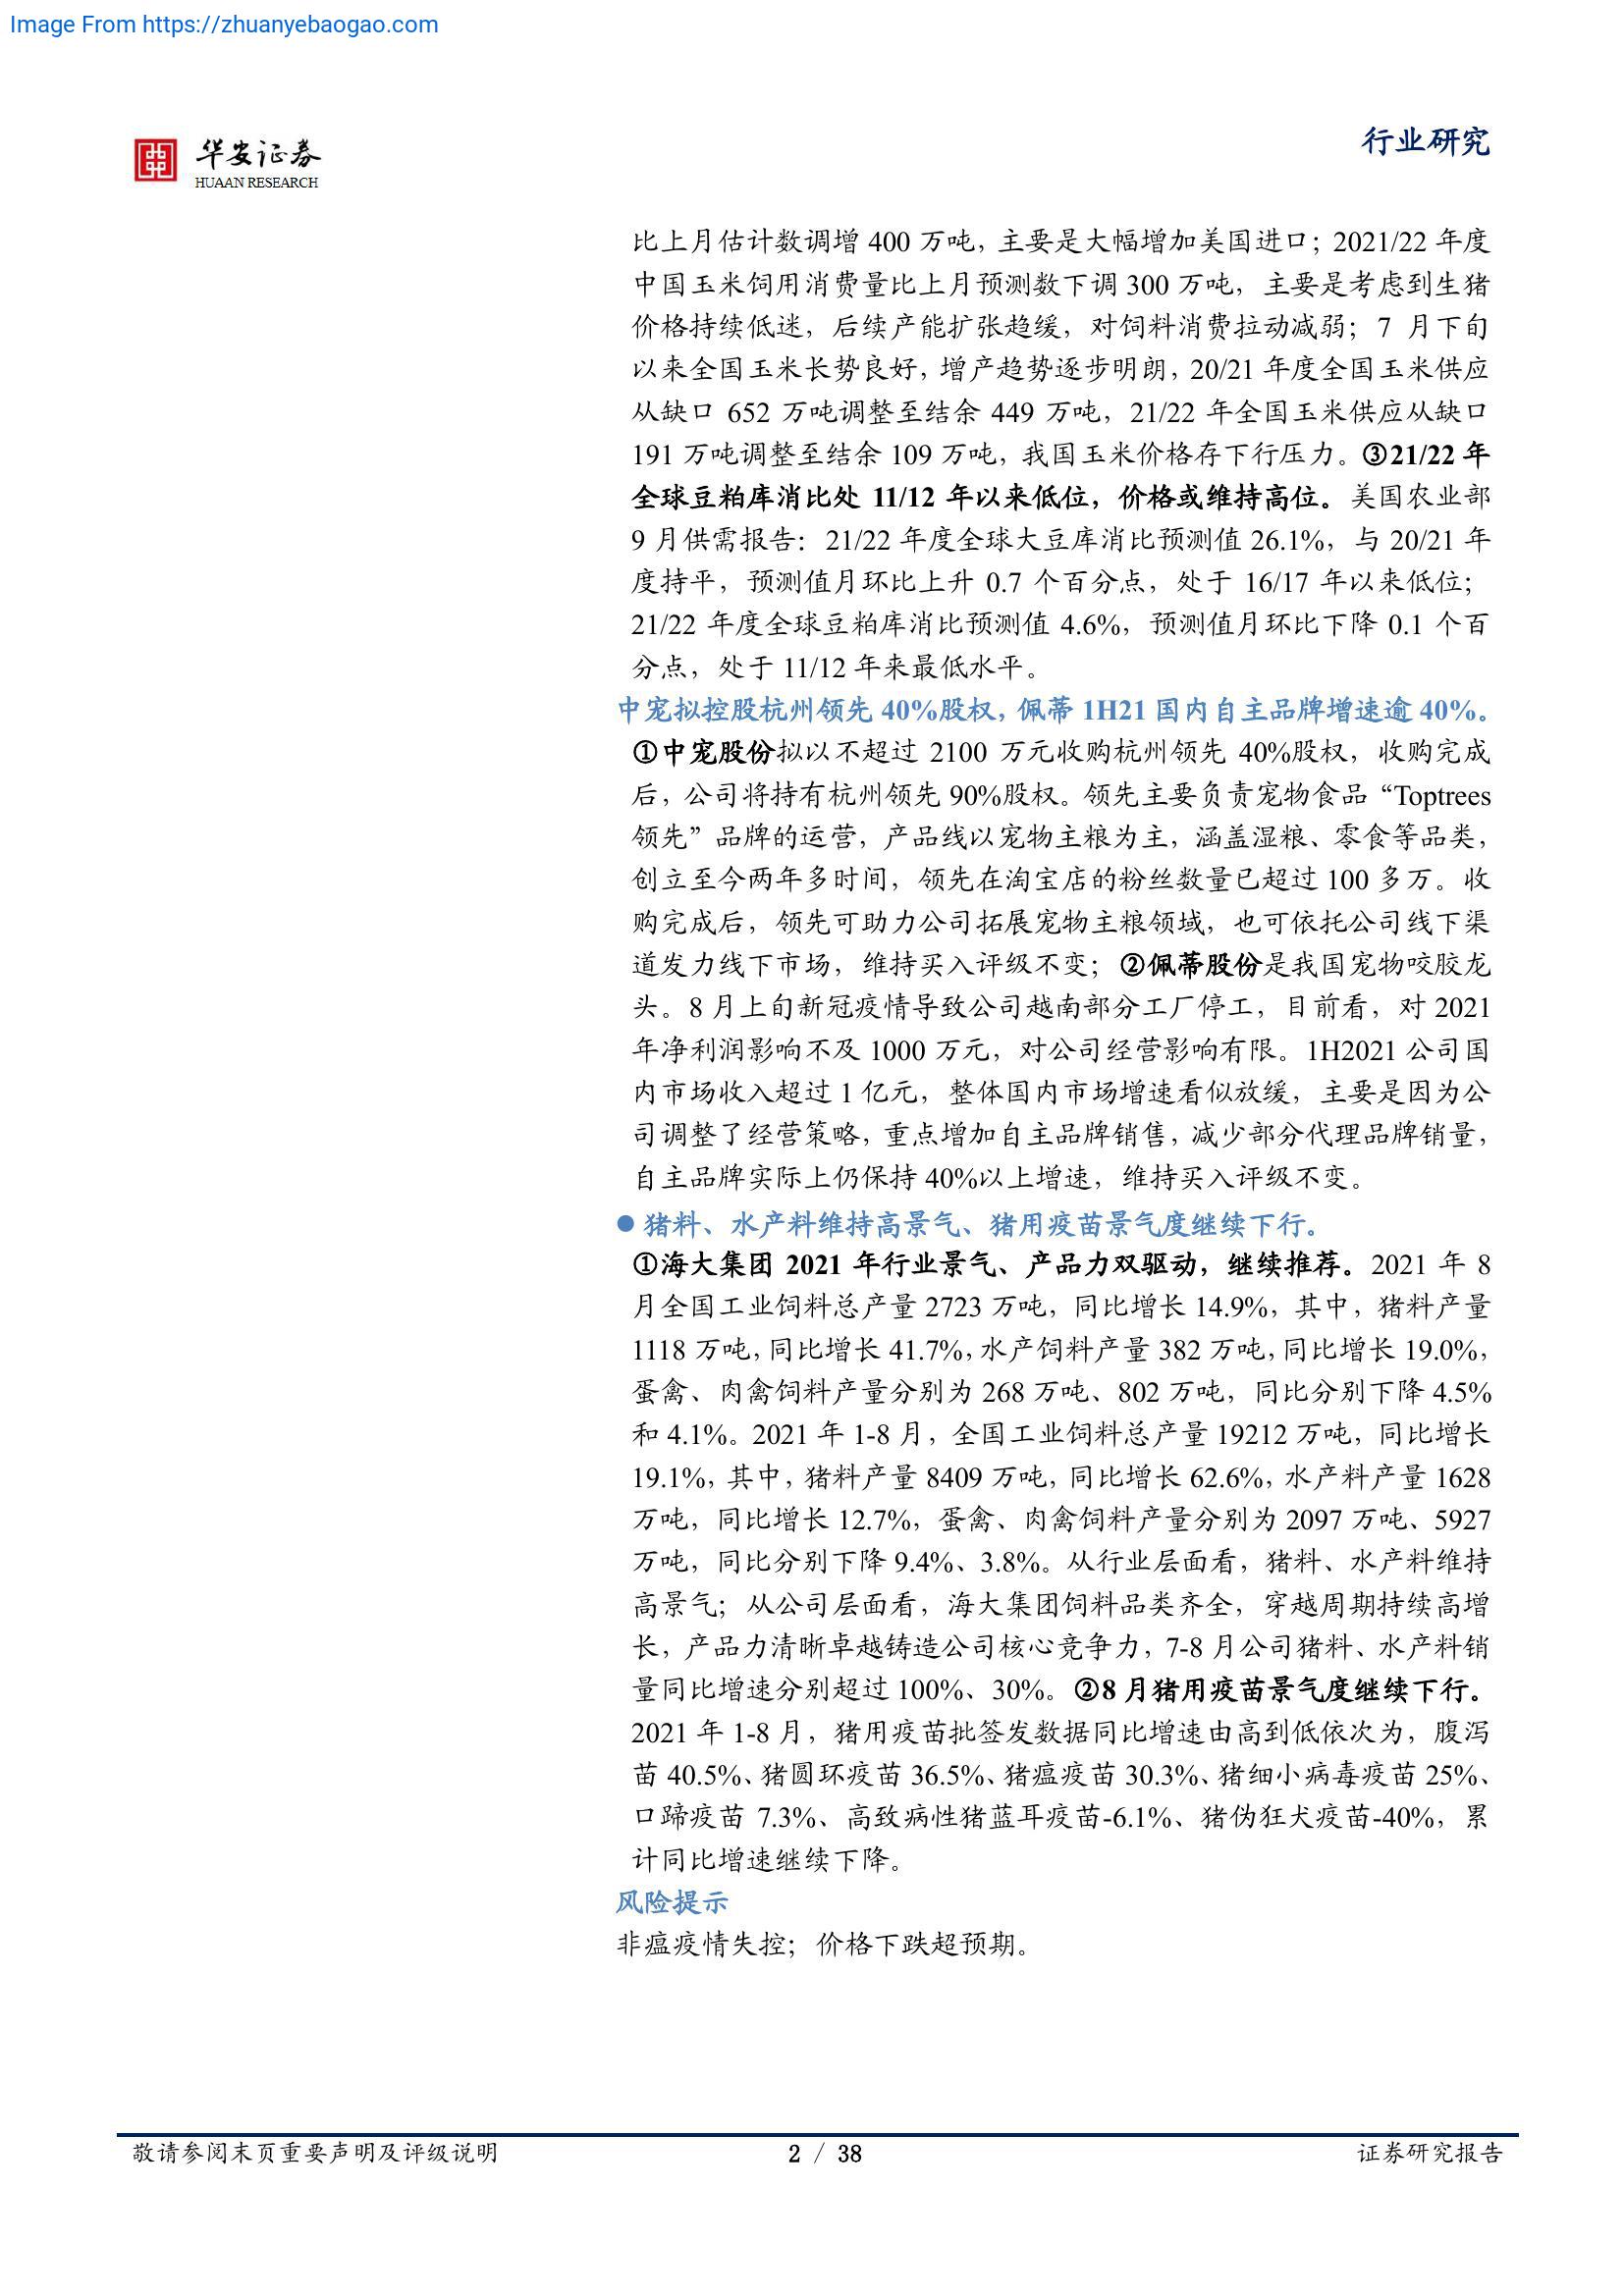 Image From https://zhuanyebaogao.com
华安证券
HUAAN RESEARCH
行业研究
比上月估计数调增 400 万吨，主要是大幅增加美国进口；2021/22 年度
中国玉米饲用消费量比上月预测数下调 300 万吨，主要是考虑到生猪
价格持续低迷，后续产能扩张趋缓，对饲料消费拉动减弱；7 月下旬
以来全国玉米长势良好，增产趋势逐步明朗，20/21 年度全国玉米供应
从缺口 652 万吨调整至结余 449 万吨，21/22 年全国玉米供应从缺口
191 万吨调整至结余 109 万吨，我国玉米价格存下行压力。③21/22 年
全球豆粕库消比处 11/12 年以来低位，价格或维持高位。美国农业部
9 月供需报告：21/22 年度全球大豆库消比预测值 26.1%，与 20/21 年
度持平，预测值月环比上升 0.7 个百分点，处于 16/17 年以来低位；
21/22 年度全球豆粕库消比预测值 4.6%，预测值月环比下降 0.1 个百
分点，处于 11/12 年来最低水平。
中宠拟控股杭州领先 40%股权，佩蒂 1H21 国内自主品牌增速逾 40%。
①中宠股份拟以不超过 2100 万元收购杭州领先 40%股权，收购完成
后，公司将持有杭州领先 90%股权。领先主要负责宠物食品“Toptrees
领先”品牌的运营，产品线以宠物主粮为主，涵盖湿粮、零食等品类，
创立至今两年多时间，领先在淘宝店的粉丝数量已超过 100 多万。收
购完成后，领先可助力公司拓展宠物主粮领域，也可依托公司线下渠
道发力线下市场，维持买入评级不变；②佩蒂股份是我国宠物咬胶龙
头。8 月上旬新冠疫情导致公司越南部分工厂停工，目前看，对 2021
年净利润影响不及 1000 万元，对公司经营影响有限。1H2021 公司国
内市场收入超过 1 亿元，整体国内市场增速看似放缓，主要是因为公
司调整了经营策略，重点增加自主品牌销售，减少部分代理品牌销量，
自主品牌实际上仍保持 40%以上增速，维持买入评级不变。
● 猪料、水产料维持高景气、猪用疫苗景气度继续下行。
①海大集团 2021 年行业景气、产品力双驱动，继续推荐。2021 年 8
月全国工业饲料总产量 2723 万吨，同比增长 14.9%，其中，猪料产量
1118 万吨，同比增长 41.7%，水产饲料产量 382 万吨，同比增长 19.0%，
蛋禽、肉禽饲料产量分别为 268 万吨、802 万吨，同比分别下降 4.5%
和 4.1%。2021 年 1-8 月，全国工业饲料总产量 19212 万吨，同比增长
19.1%，其中，猪料产量 8409 万吨，同比增长 62.6%，水产料产量 1628
万吨，同比增长 12.7%，蛋禽、肉禽饲料产量分别为 2097 万吨、5927
万吨，同比分别下降 9.4%、3.8%。从行业层面看，猪料、水产料维持
高景气；从公司层面看，海大集团饲料品类齐全，穿越周期持续高增
长，产品力清晰卓越铸造公司核心竞争力，7-8 月公司猪料、水产料销
量同比增速分别超过 100%、30%。②8 月猪用疫苗景气度继续下行。
2021 年 1-8 月，猪用疫苗批签发数据同比增速由高到低依次为，腹泻
苗 40.5%、猪圆环疫苗 36.5%、猪瘟疫苗 30.3%、猪细小病毒疫苗 25%、
口蹄疫苗 7.3%、高致病性猪蓝耳疫苗-6.1%、猪伪狂犬疫苗-40%，累
计同比增速继续下降。
风险提示
非瘟疫情失控；价格下跌超预期。
敬请参阅末页重要声明及评级说明
2 / 38
证券研究报告